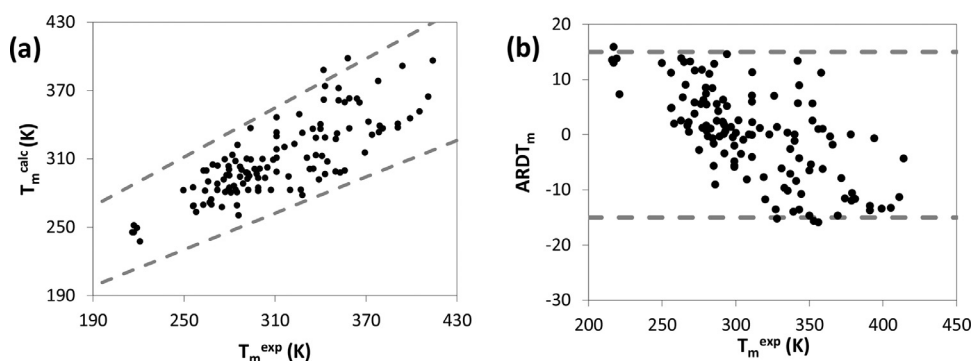 (a)
430
370
310
250
190
T_m^calc (K)
190 250 310 370 430
T_m^exp (K)
(b)
20
10
0
-10
-20
-30
ARDT_m
200 250 300 350 400 450
T_m^exp (K)